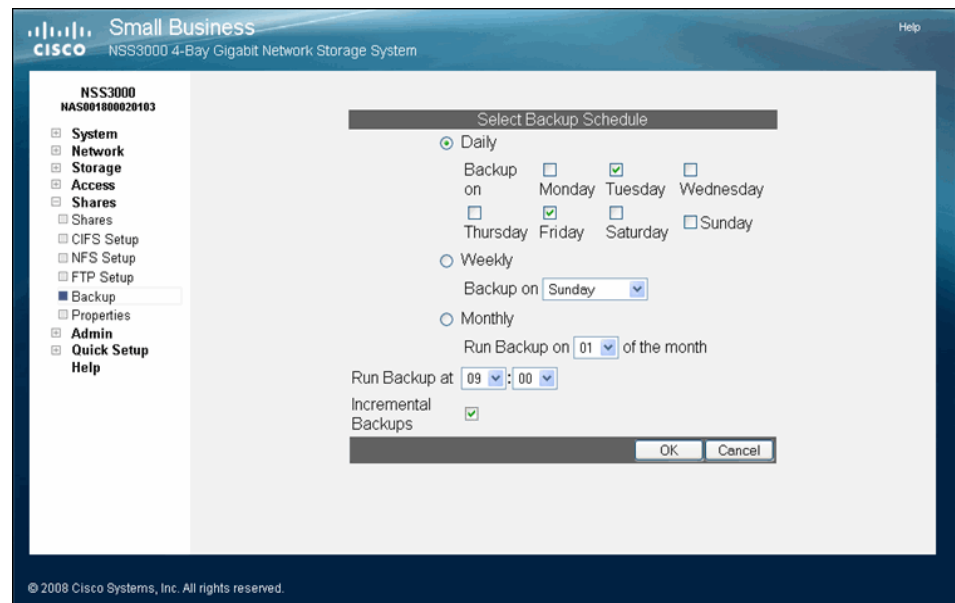 Small Business
CISCO NSS3000 4-Bay Gigabit Network Storage System
Help
NSS3000
NAS001800020103
System
Network
Storage
Access
Shares
Shares
CIFS Setup
NFS Setup
FTP Setup
Backup
Properties
Admin
Quick Setup
Help
Select Backup Schedule
Daily
Backup on
Monday Tuesday Wednesday
Thursday Friday Saturday Sunday
Weekly
Backup on Sunday
Monthly
Run Backup on 01 of the month
Run Backup at 09 : 00
Incremental
Backups
OK Cancel
© 2008 Cisco Systems, Inc. All rights reserved.